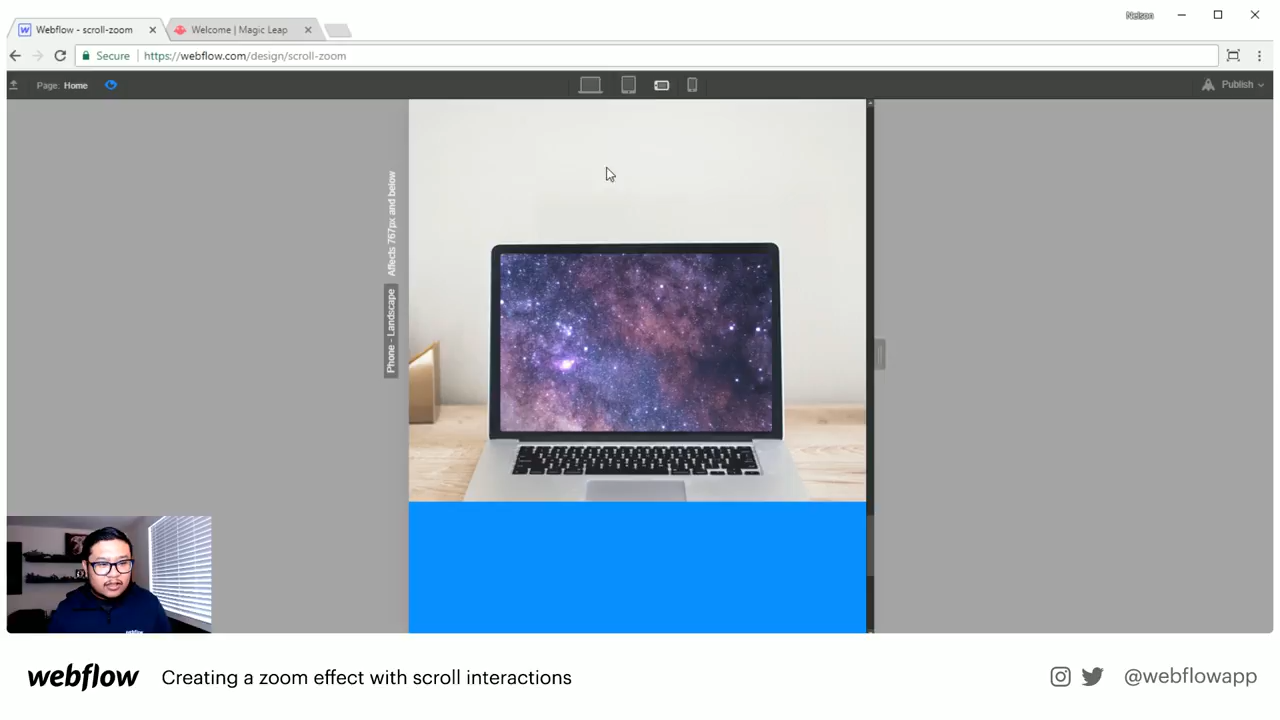 Nelson
Webflow - scroll-zoom
Welcome | Magic Leap
Secure
https://webflow.com/design/scroll-zoom
Page: Home
Publish
Phone - Landscape Affects 767px and below
webflow
webflow Creating a zoom effect with scroll interactions
@webflowapp